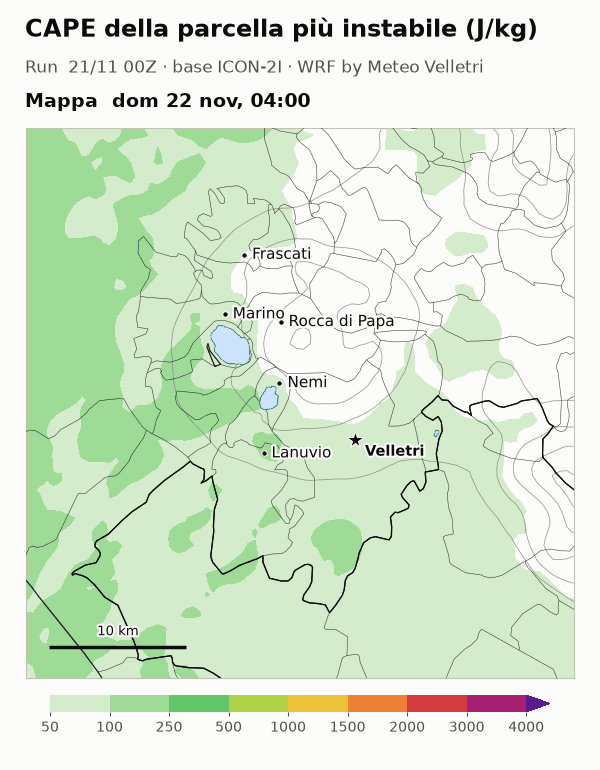 CAPE della parcella più instabile (J/kg)
Run  21/11 00Z · base ICON-2I · WRF by Meteo Velletri
Mappa  dom 22 nov, 04:00
Frascati
Marino
Rocca di Papa
Nemi
Velletri
Lanuvio
10 km
50 100 250 500 1000 1500 2000 3000 4000